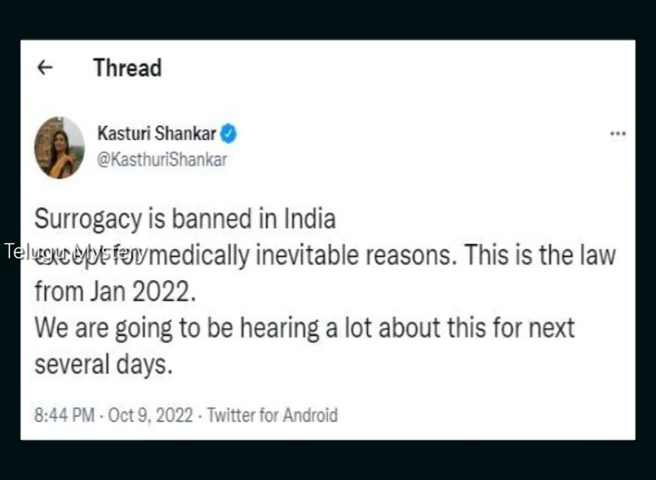 Thread
Kasturi Shankar
@KasthuriShankar
Surrogacy is banned in India
except for medically inevitable reasons. This is the law
Telugu Mystery
from Jan 2022.
We are going to be hearing a lot about this for next
several days.
8:44 PM · Oct 9, 2022 · Twitter for Android